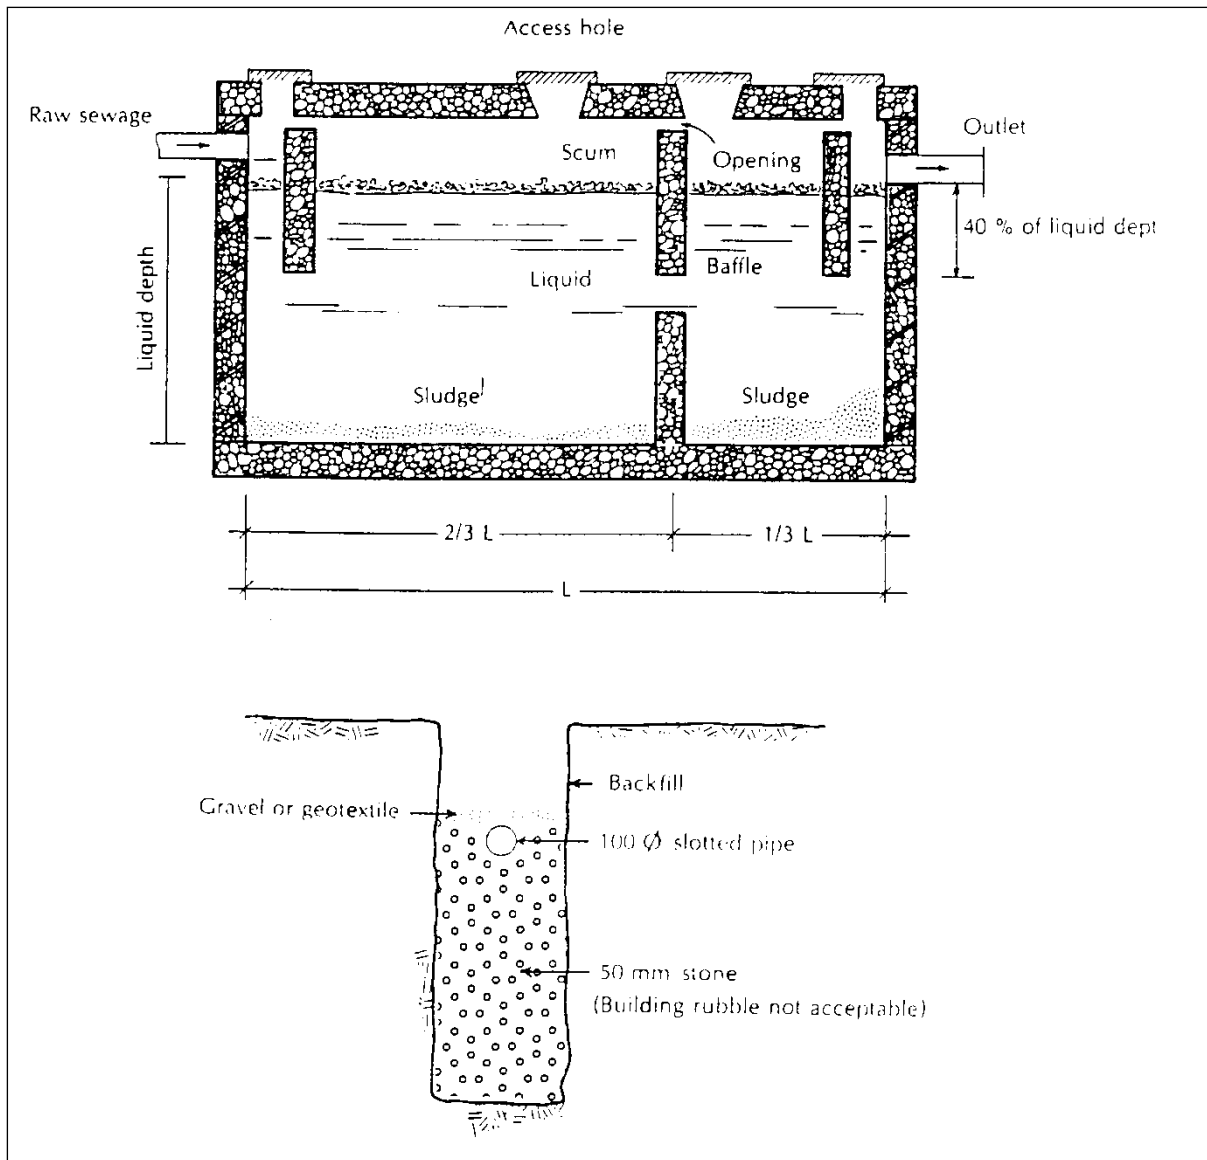 Access hole
Raw sewage
Outlet
Scum
Opening
40 % of liquid dept
Baffle
Liquid
Liquid depth
Sludge
Sludge
2/3 L
1/3 L
L
Backfill
Gravel or geotextile
100 Ø slotted pipe
50 mm stone
(Building rubble not acceptable)